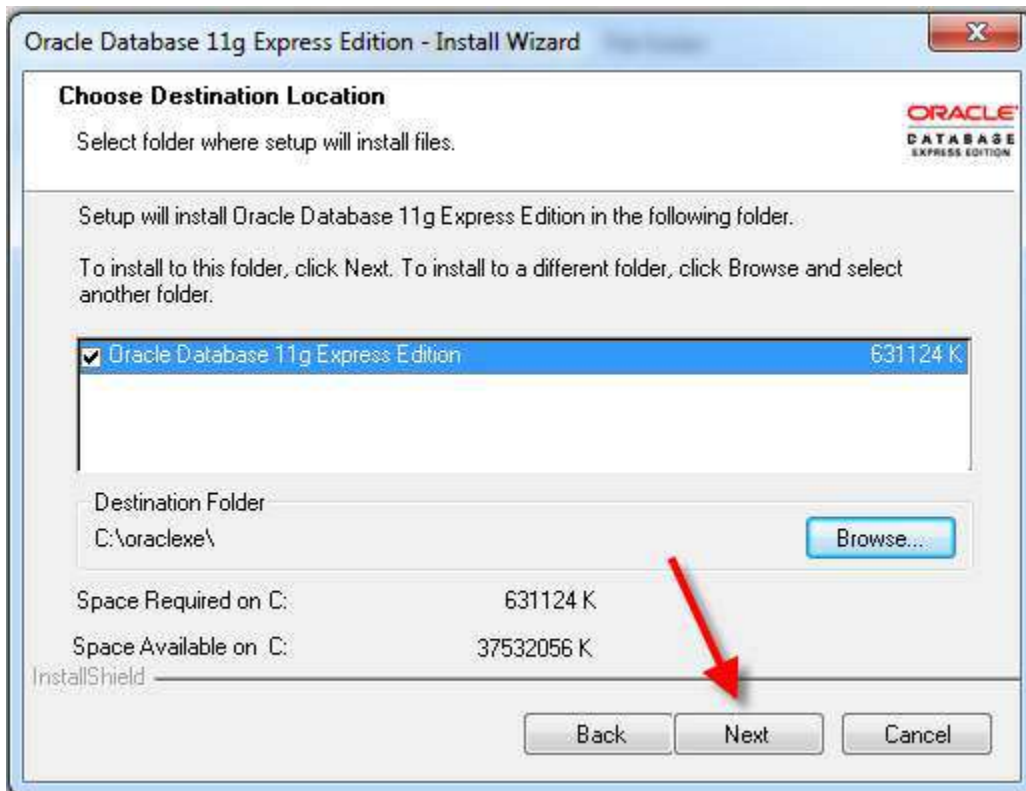 Oracle Database 11g Express Edition - Install Wizard
Choose Destination Location
Select folder where setup will install files.
ORACLE
DATABASE
EXPRESS EDITION
Setup will install Oracle Database 11g Express Edition in the following folder.
To install to this folder, click Next. To install to a different folder, click Browse and select
another folder.
Oracle Database 11g Express Edition 631124 K
Destination Folder
C:\oraclexe\ Browse...
Space Required on C: 631124 K
Space Available on C: 37532056 K
InstallShield
Back Next Cancel